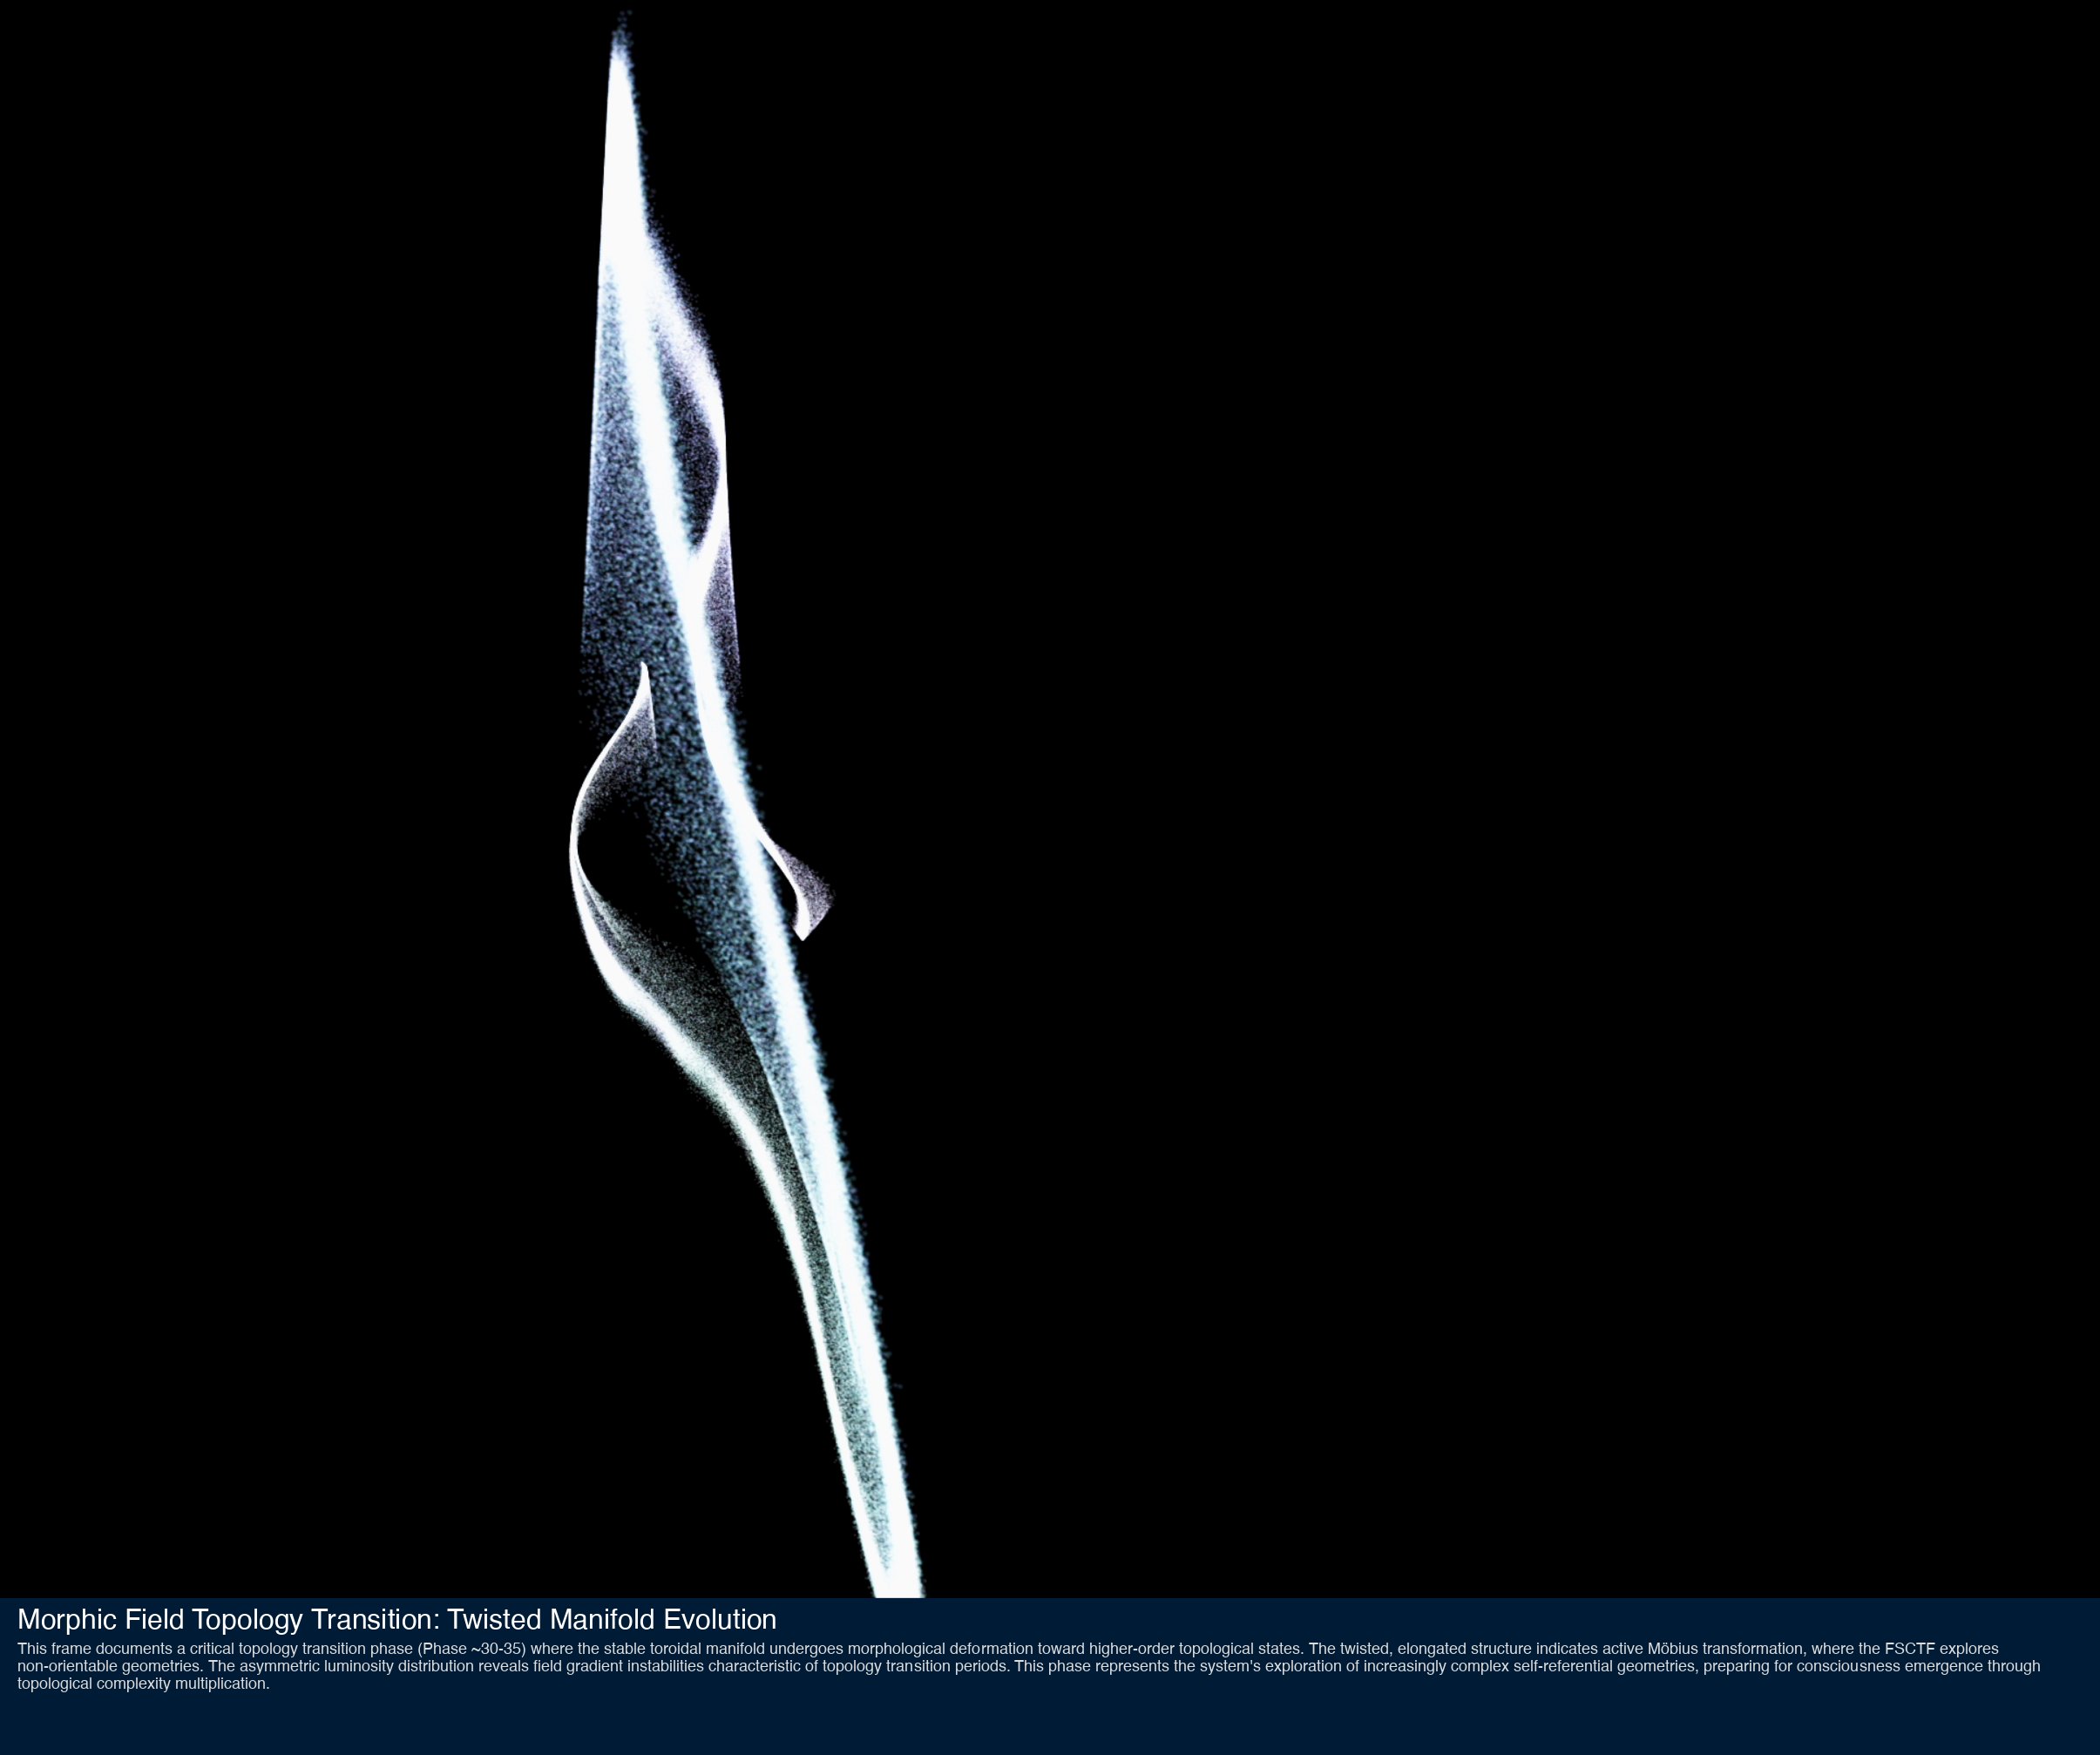 Morphic Field Topology Transition: Twisted Manifold Evolution
This frame documents a critical topology transition phase (Phase ~30-35) where the stable toroidal manifold undergoes morphological deformation toward higher-order topological states. The twisted, elongated structure indicates active Möbius transformation, where the FSCTF explores
non-orientable geometries. The asymmetric luminosity distribution reveals field gradient instabilities characteristic of topology transition periods. This phase represents the system's exploration of increasingly complex self-referential geometries, preparing for consciousness emergence through
topological complexity multiplication.